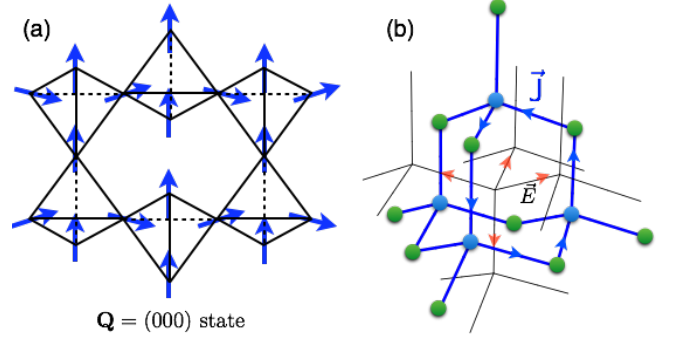 (a)
(b)
J⃗
E⃗
Q = (000) state